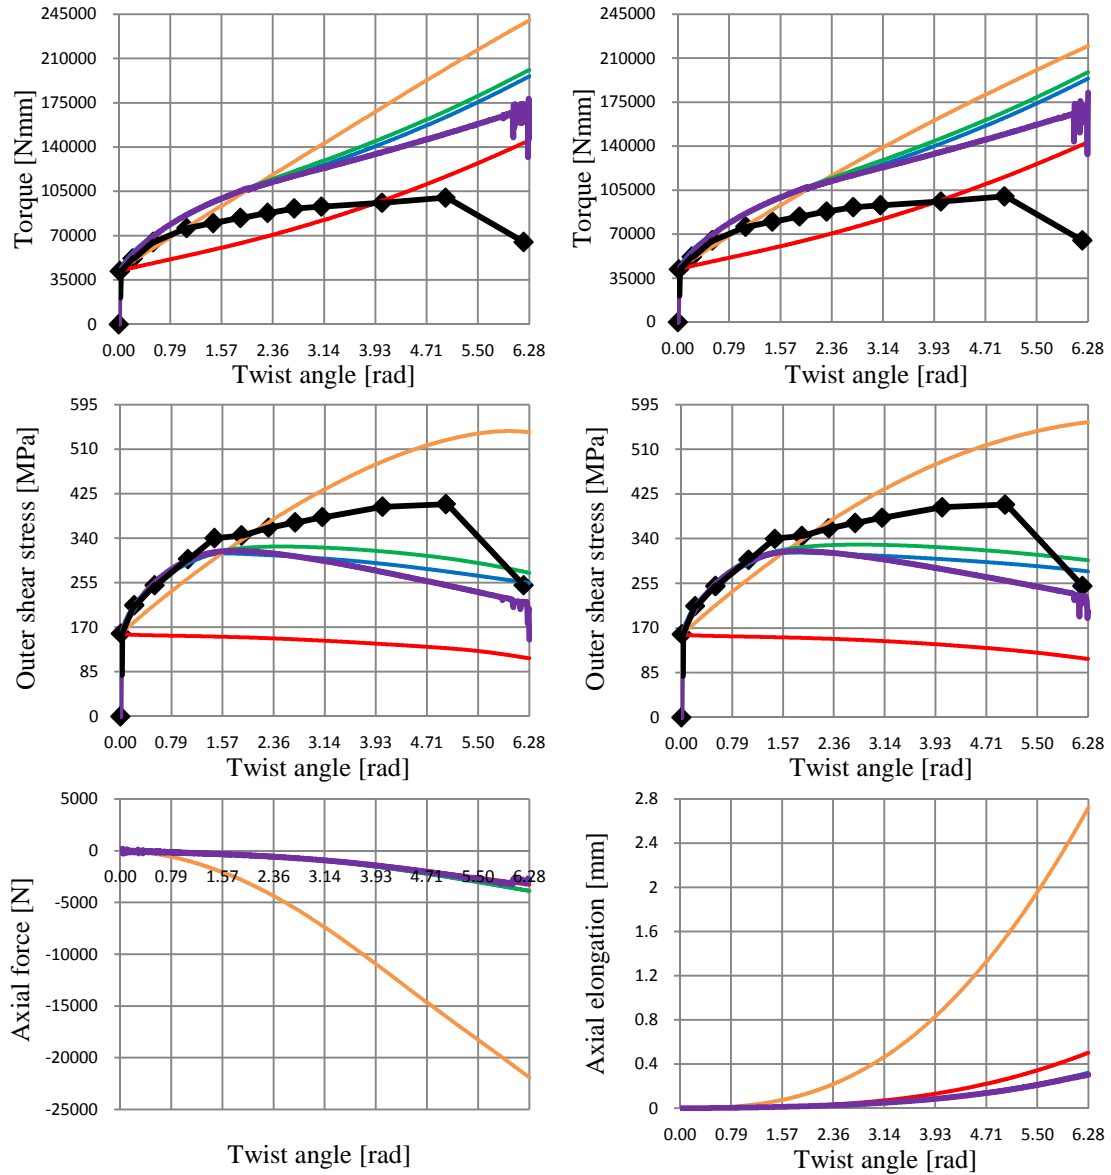 245000
210000
175000
140000
105000
70000
35000
0
Torque [Nmm]
0.00 0.79 1.57 2.36 3.14 3.93 4.71 5.50 6.28
Twist angle [rad]
245000
210000
175000
140000
105000
70000
35000
0
Torque [Nmm]
0.00 0.79 1.57 2.36 3.14 3.93 4.71 5.50 6.28
Twist angle [rad]
595
510
425
340
255
170
85
0
Outer shear stress [MPa]
0.00 0.79 1.57 2.36 3.14 3.93 4.71 5.50 6.28
Twist angle [rad]
595
510
425
340
255
170
85
0
Outer shear stress [MPa]
0.00 0.79 1.57 2.36 3.14 3.93 4.71 5.50 6.28
Twist angle [rad]
5000
0
-5000
-10000
-15000
-20000
-25000
Axial force [N]
0.00 0.79 1.57 2.36 3.14 3.93 4.71 5.50 6.28
Twist angle [rad]
2.8
2.4
2
1.6
1.2
0.8
0.4
0
Axial elongation [mm]
0.00 0.79 1.57 2.36 3.14 3.93 4.71 5.50 6.28
Twist angle [rad]